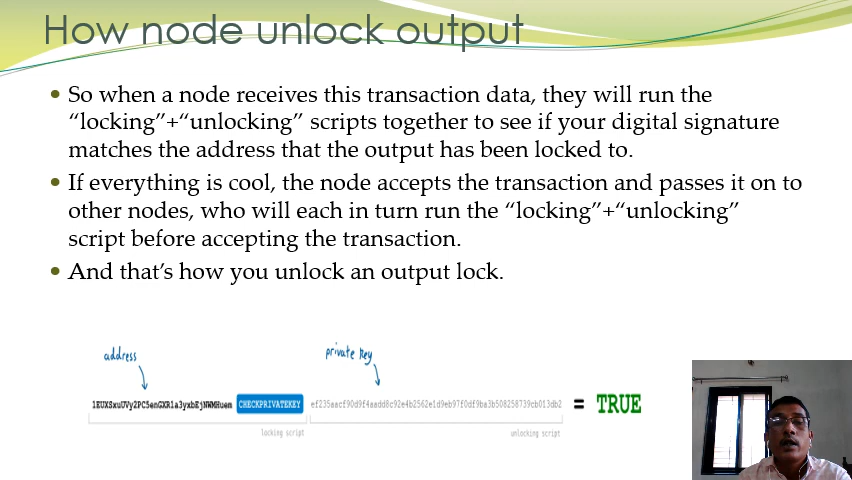 How node unlock output
So when a node receives this transaction data, they will run the
“locking”+“unlocking” scripts together to see if your digital signature
matches the address that the output has been locked to.
If everything is cool, the node accepts the transaction and passes it on to
other nodes, who will each in turn run the “locking”+“unlocking”
script before accepting the transaction.
And that’s how you unlock an output lock.
address
private key
1EUXSxuUVy2PC5enGXR1a3yxbEjNWMHuem CHECKPRIVATEKEY ef235aacf90d9f4aadd8c92e4b2562e1d9eb97f0df9ba3b508258739cb013db2 = TRUE
locking script
unlocking script